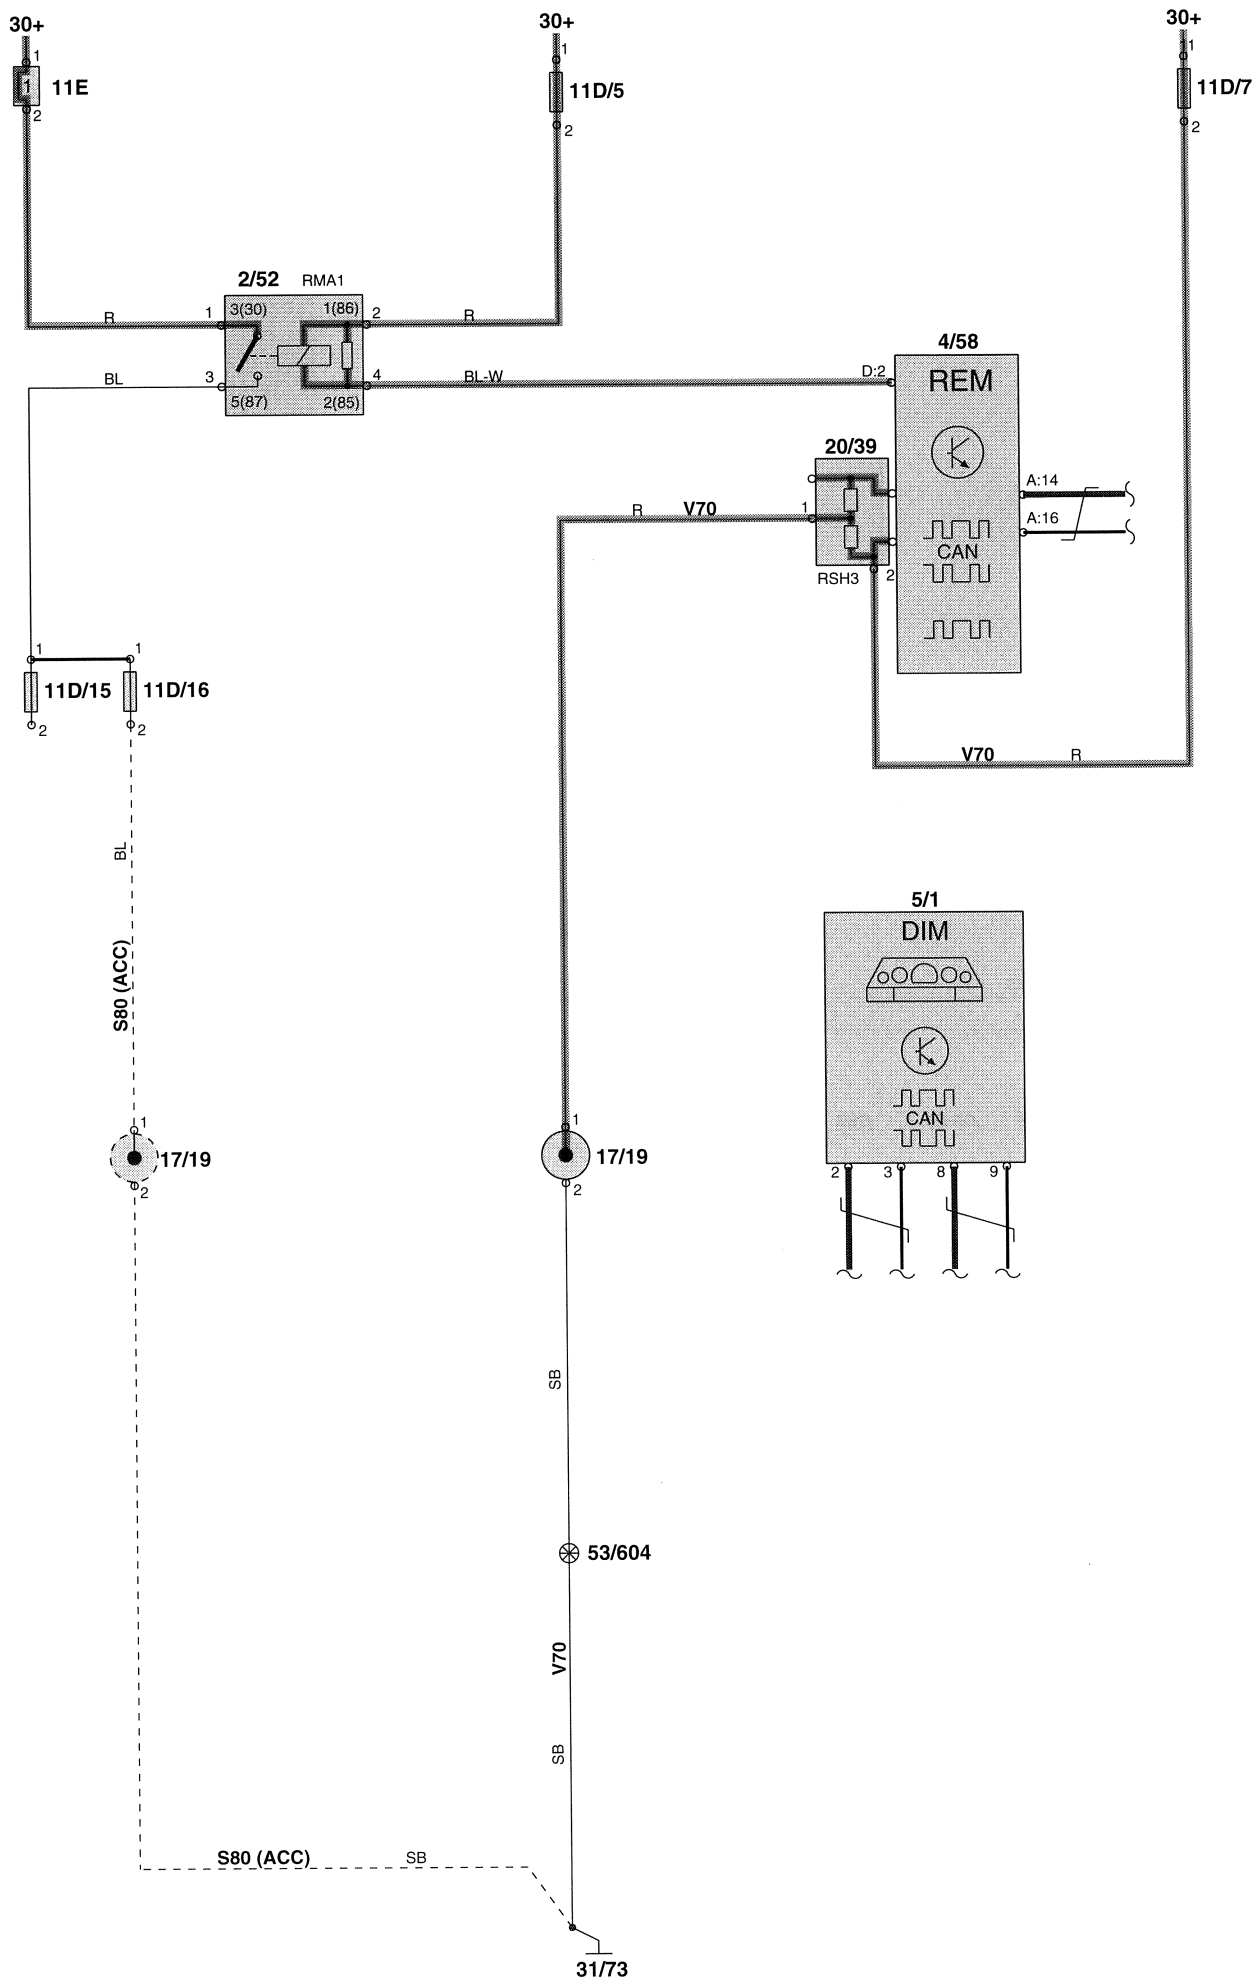 30+ 30+ 30+
1 1 1
1 11E 11D/5 11D/7
2 2 2
2/52 RMA1
R 1 3(30) 1(86) 2 R
4/58
BL 3 4 BL-W D:2 REM
5(87) 2(85)
20/39
A:14
R V70 1
A:16
CAN
RSH3 2
1 1
11D/15 11D/16
2 2
V70 R
BL
5/1
DIM
S80 (ACC)
CAN
1 1
17/19 17/19
2 2
2 3 8 9
SB
53/604
V70
SB
S80 (ACC) SB
31/73